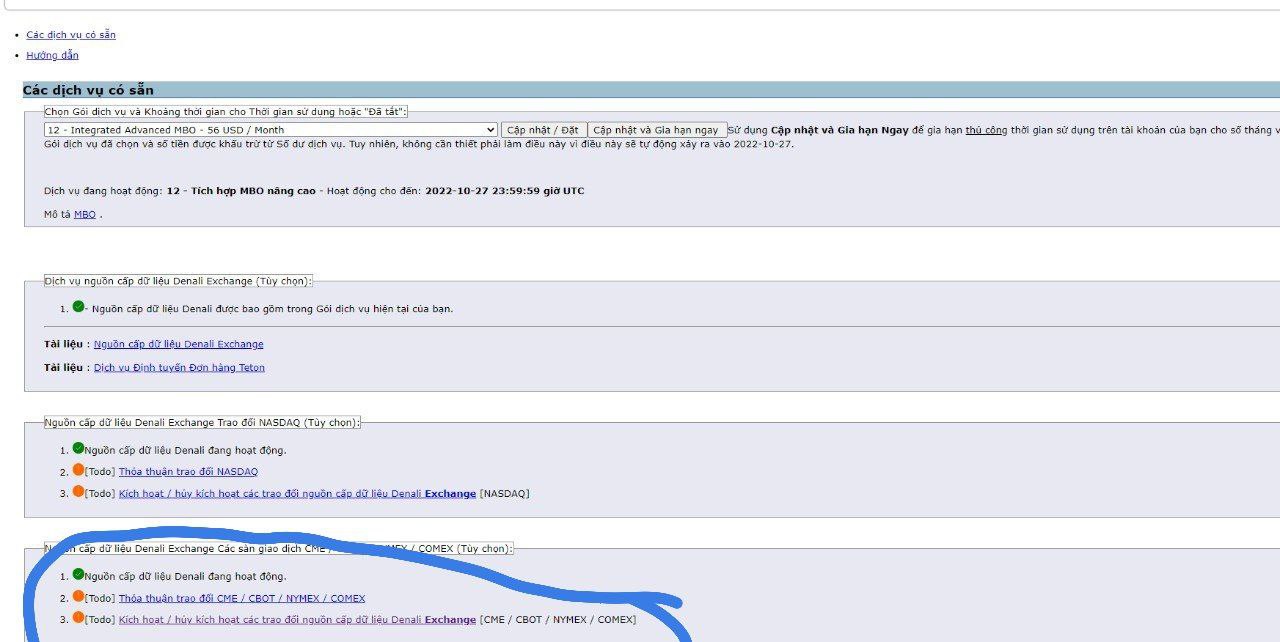 Các dịch vụ có sẵn
Hướng dẫn
Các dịch vụ có sẵn
Chọn Gói dịch vụ và Khoảng thời gian cho Thời gian sử dụng hoặc "Đã tắt":
12 - Integrated Advanced MBO - 56 USD / Month Cập nhật / Đặt Cập nhật và Gia hạn ngay Sử dụng Cập nhật và Gia hạn Ngay để gia hạn thủ công thời gian sử dụng trên tài khoản của bạn cho số tháng
Gói dịch vụ đã chọn và số tiền được khấu trừ từ Số dư dịch vụ. Tuy nhiên, không cần thiết phải làm điều này vì điều này sẽ tự động xảy ra vào 2022-10-27.
Dịch vụ đang hoạt động: 12 - Tích hợp MBO nâng cao - Hoạt động cho đến: 2022-10-27 23:59:59 giờ UTC
Mô tả MBO .
Dịch vụ nguồn cấp dữ liệu Denali Exchange (Tùy chọn):
1. - Nguồn cấp dữ liệu Denali được bao gồm trong Gói dịch vụ hiện tại của bạn.
Tài liệu : Nguồn cấp dữ liệu Denali Exchange
Tài liệu : Dịch vụ Định tuyến Đơn hàng Teton
Nguồn cấp dữ liệu Denali Exchange Trao đổi NASDAQ (Tùy chọn):
1. Nguồn cấp dữ liệu Denali đang hoạt động.
2. [Todo] Thỏa thuận trao đổi NASDAQ
3. [Todo] Kích hoạt / hủy kích hoạt các trao đổi nguồn cấp dữ liệu Denali Exchange [NASDAQ]
cấp dữ liệu Denali Exchange Các sàn giao dịch CME / / COMEX (Tùy chọn):
1. Nguồn cấp dữ liệu Denali đang hoạt động.
2. [Todo] Thỏa thuận trao đổi CME / CBOT / NYMEX / COMEX
3. [Todo] Kích hoạt / hủy kích hoạt các trao đổi nguồn cấp dữ liệu Denali Exchange [CME / CBOT / NYMEX / COMEX]